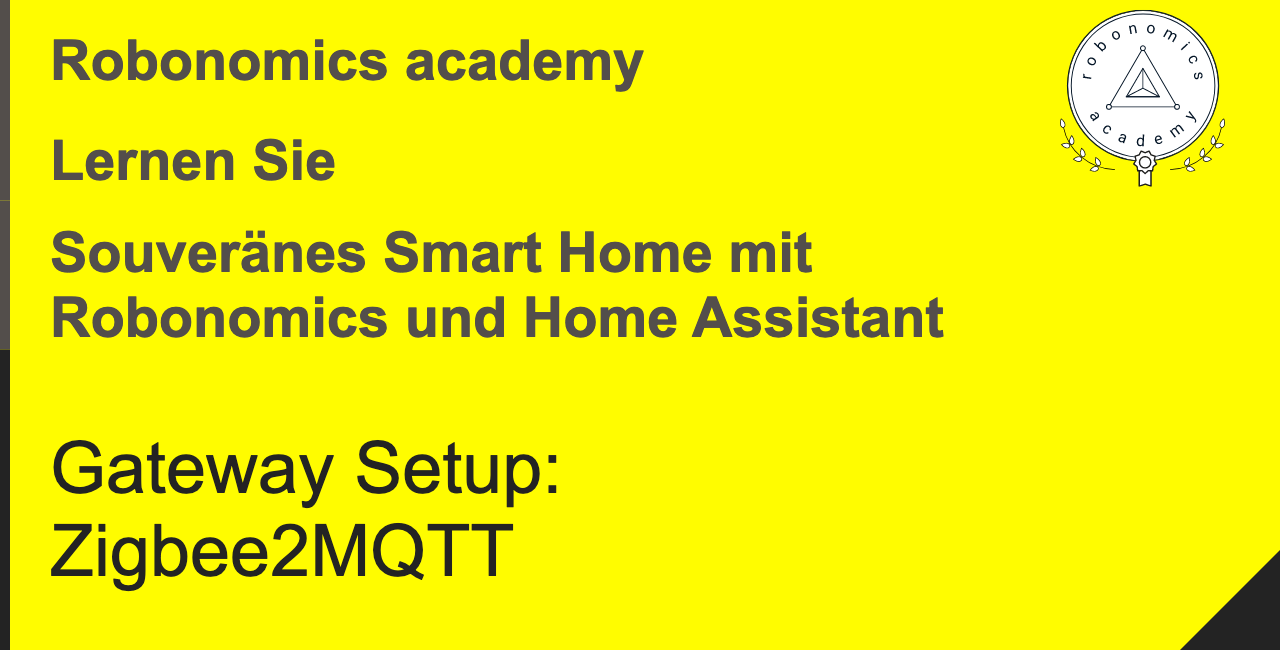 Robonomics academy
robonomics
academy
Lernen Sie
Souveränes Smart Home mit
Robonomics und Home Assistant
Gateway Setup:
Zigbee2MQTT